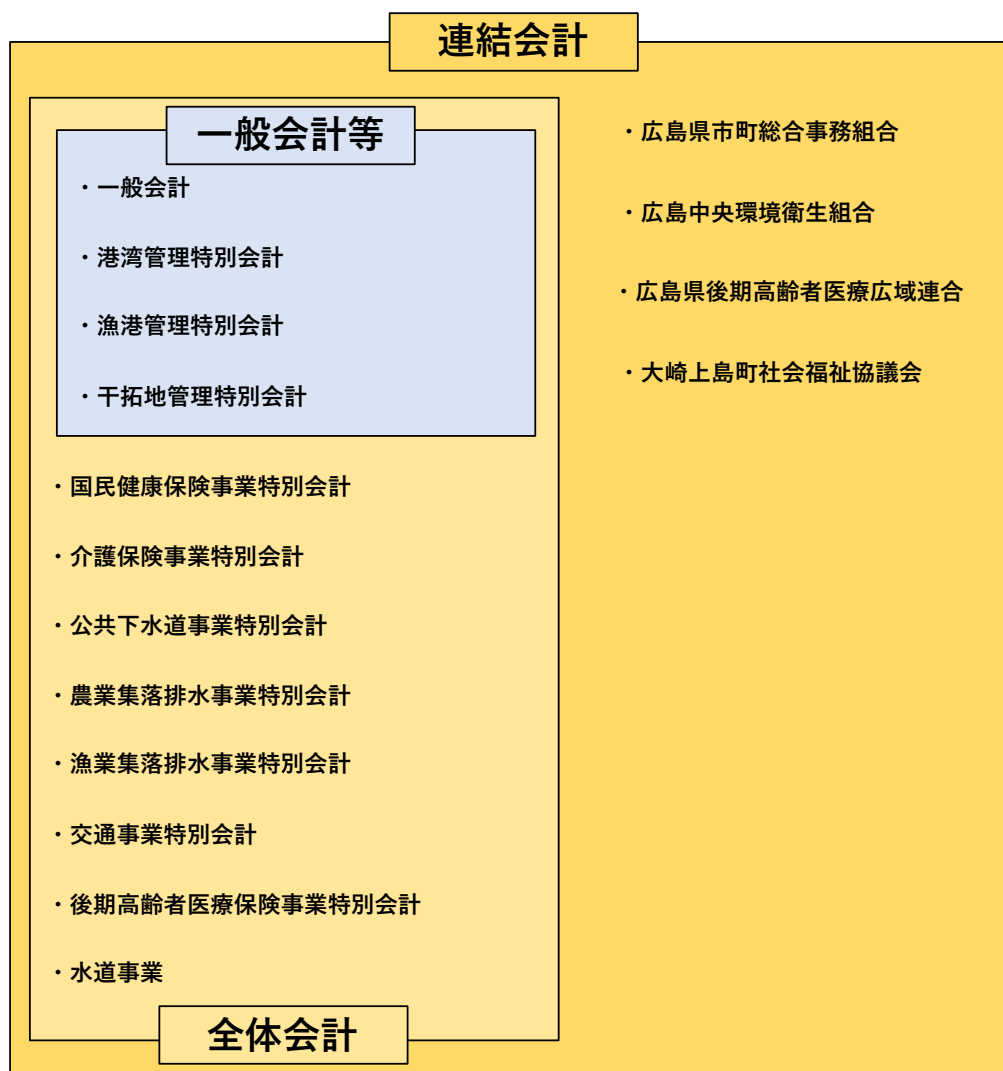 連結会計
一般会計等
・一般会計
・港湾管理特別会計
・漁港管理特別会計
・干拓地管理特別会計
・国民健康保険事業特別会計
・介護保険事業特別会計
・公共下水道事業特別会計
・農業集落排水事業特別会計
・漁業集落排水事業特別会計
・交通事業特別会計
・後期高齢者医療保険事業特別会計
・水道事業
全体会計
・広島県市町総合事務組合
・広島中央環境衛生組合
・広島県後期高齢者医療広域連合
・大崎上島町社会福祉協議会